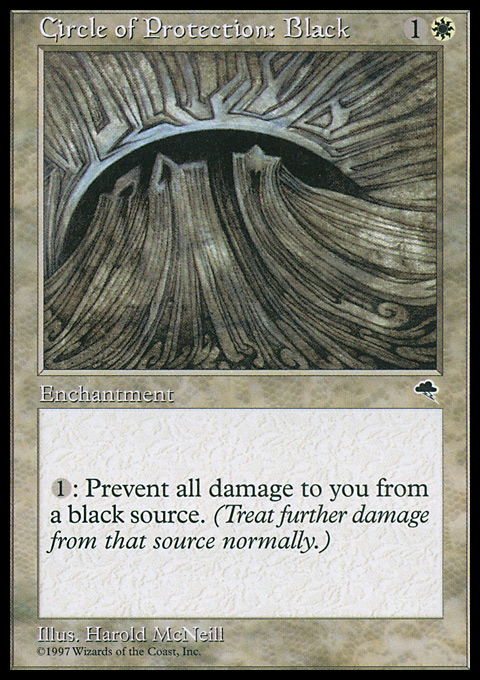 Circle of Protection: Black 1
Enchantment
1: Prevent all damage to you from
a black source. (Treat further damage
from that source normally.)
Illus. Harold McNeill
©1997 Wizards of the Coast, Inc.